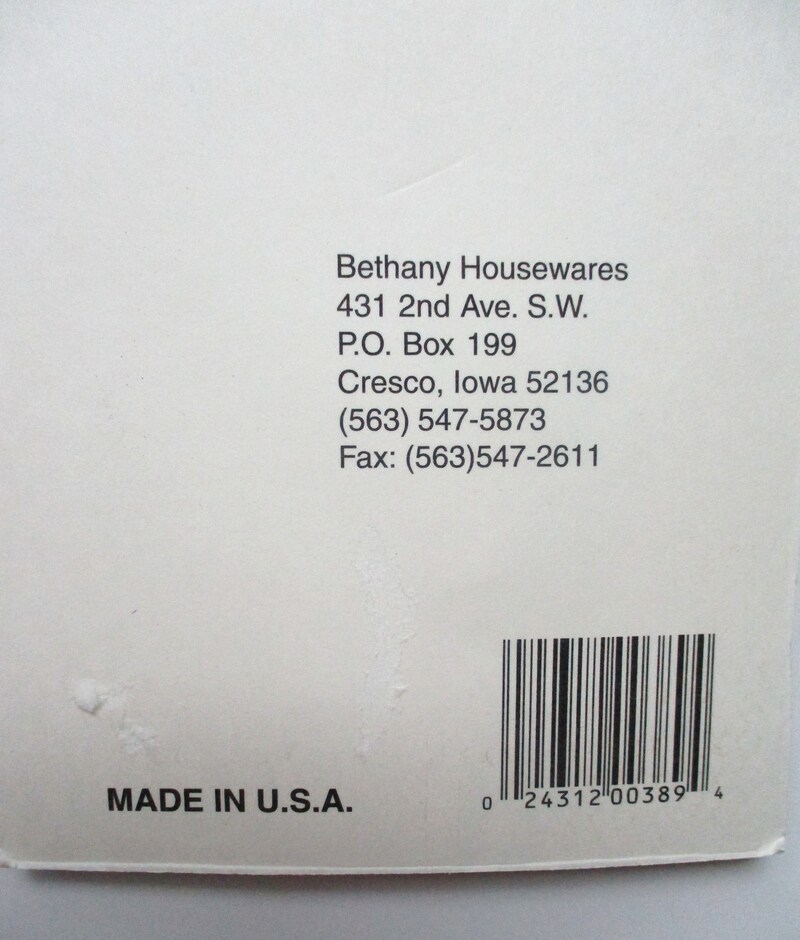 Bethany Housewares
431 2nd Ave. S.W.
P.O. Box 199
Cresco, Iowa 52136
(563) 547-5873
Fax: (563)547-2611
MADE IN U.S.A.
0 24312 00389 4